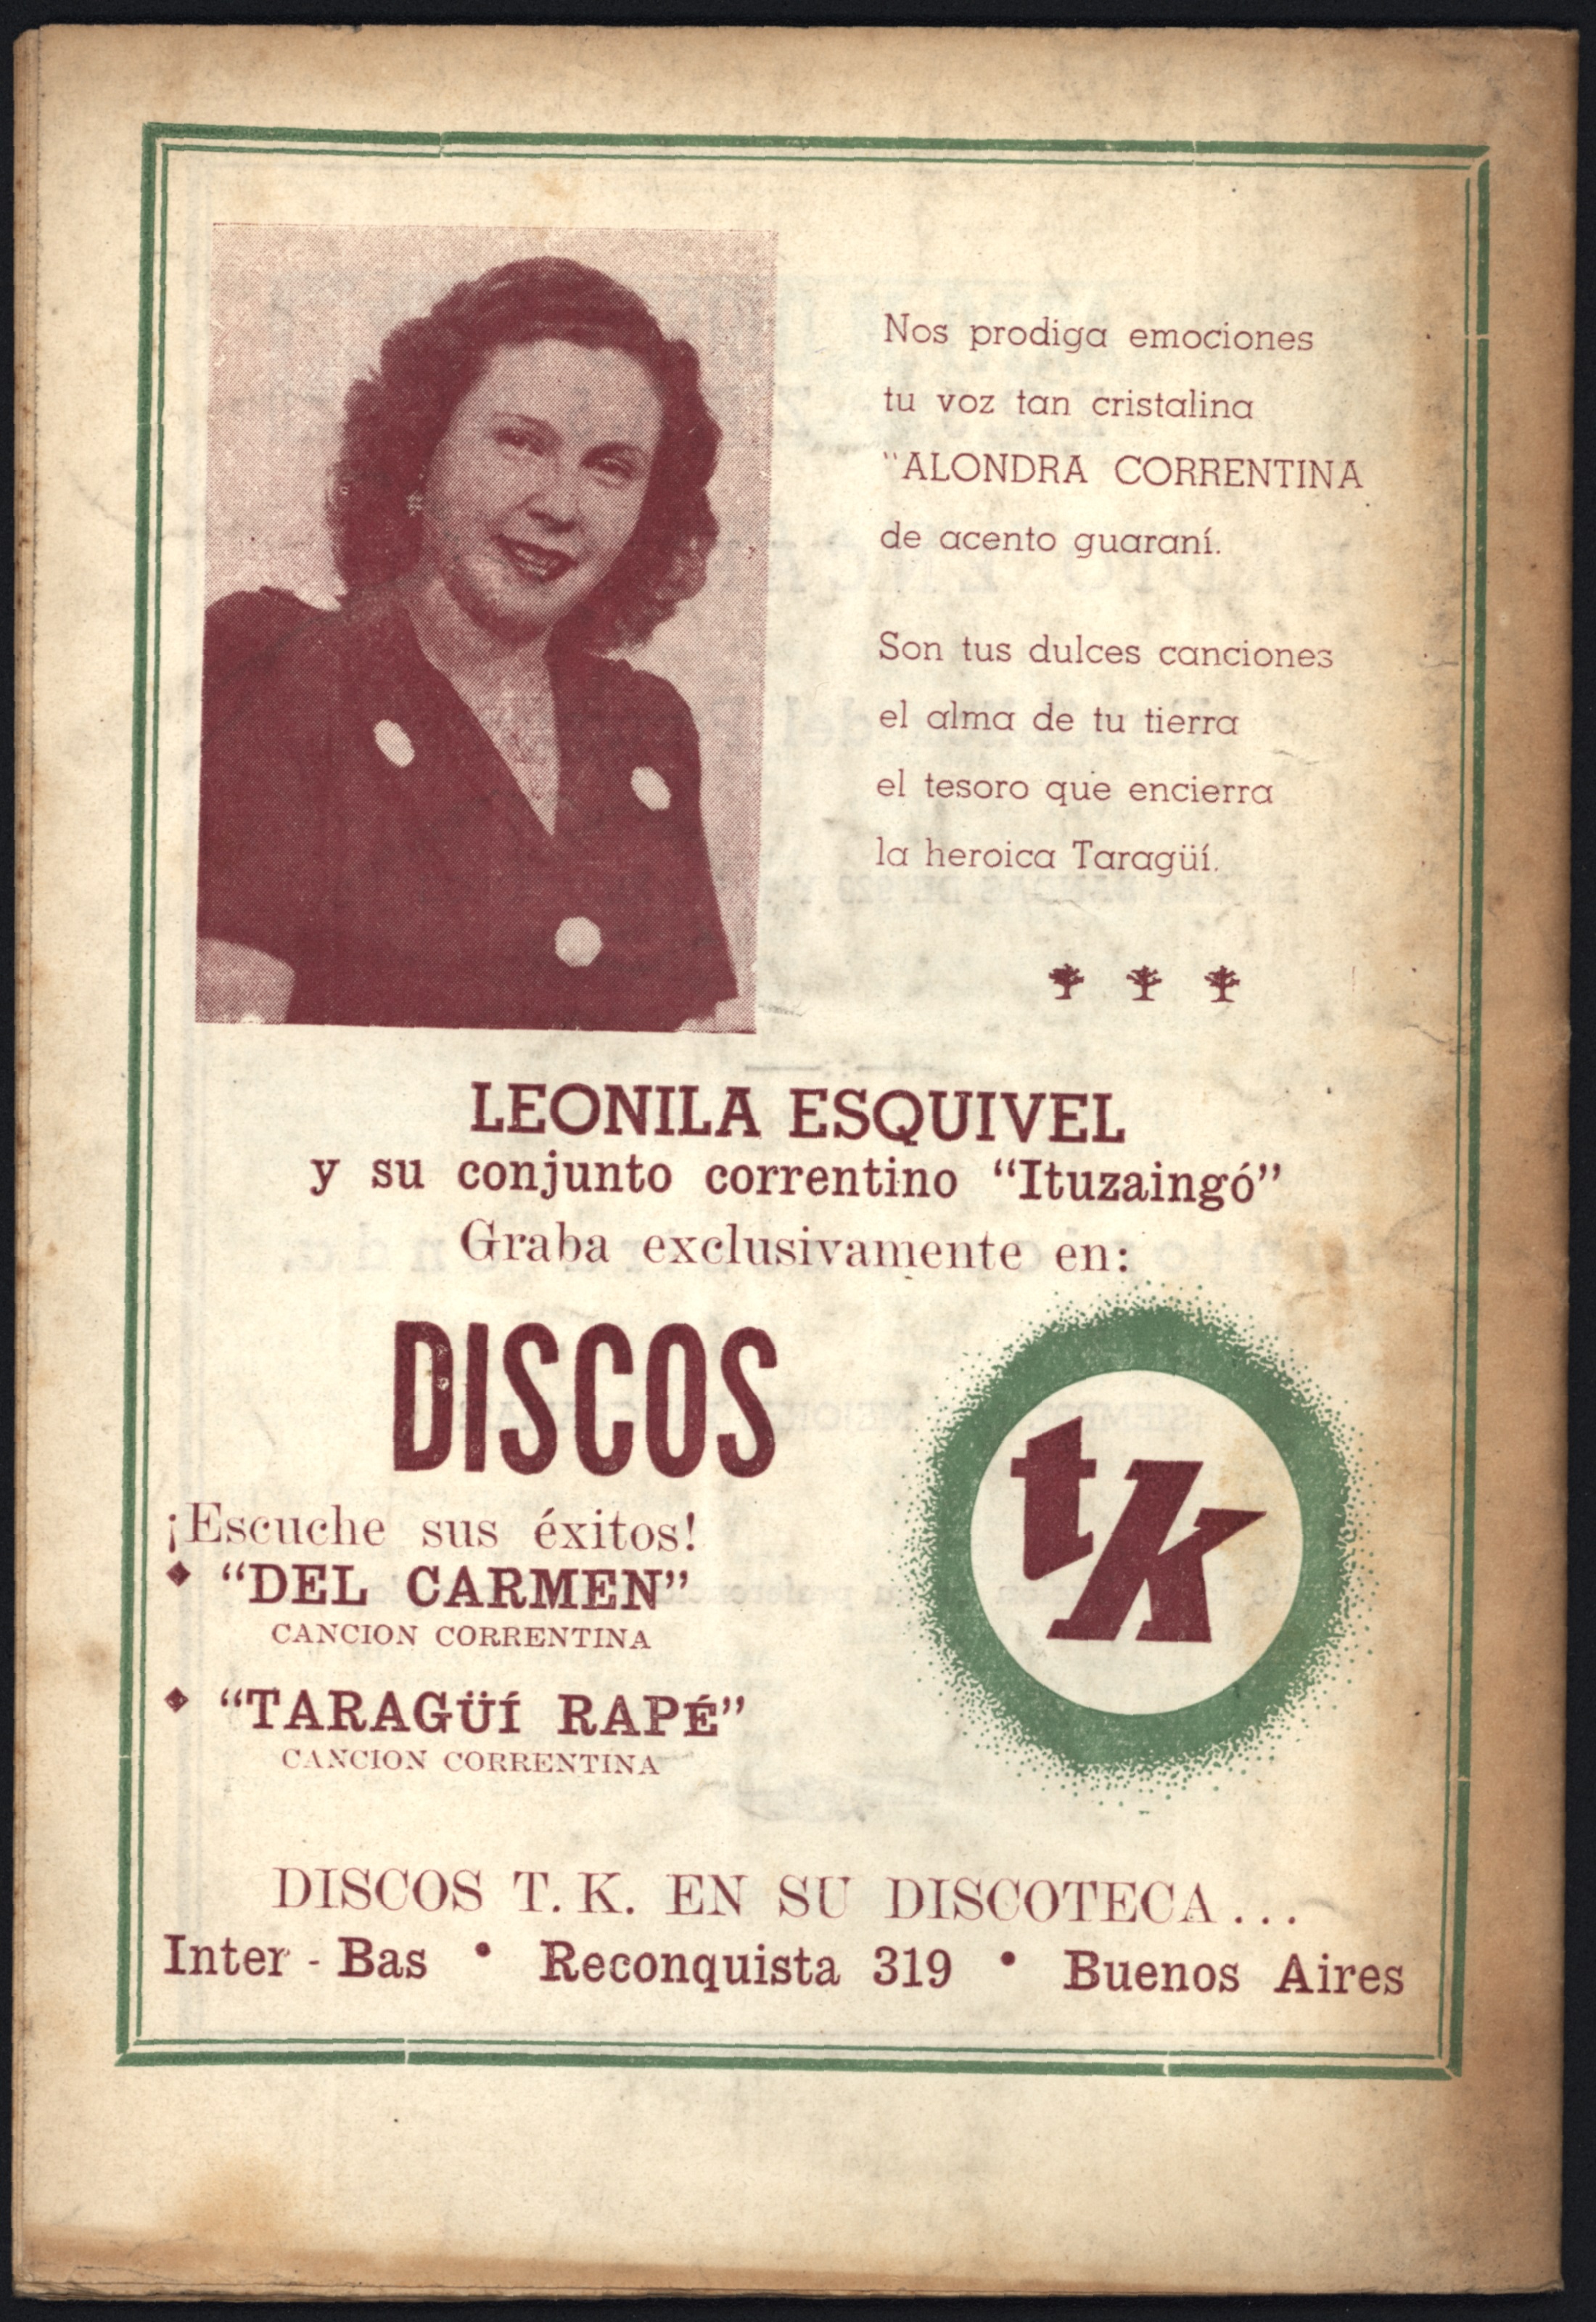 Nos prodiga emociones
tu voz tan cristalina
"ALONDRA CORRENTINA
de acento guaraní.
Son tus dulces canciones
el alma de tu tierra
el tesoro que encierra
la heroica Taragüí.
LEONILA ESQUIVEL
y su conjunto correntino “Ituzaingó”
Graba exclusivamente en:
DISCOS
tk
¡Escuche sus éxitos!
“DEL CARMEN”
CANCION CORRENTINA
“TARAGÜÍ RAPÉ”
CANCION CORRENTINA
DISCOS T. K. EN SU DISCOTECA...
Inter - Bas • Reconquista 319 • Buenos Aires